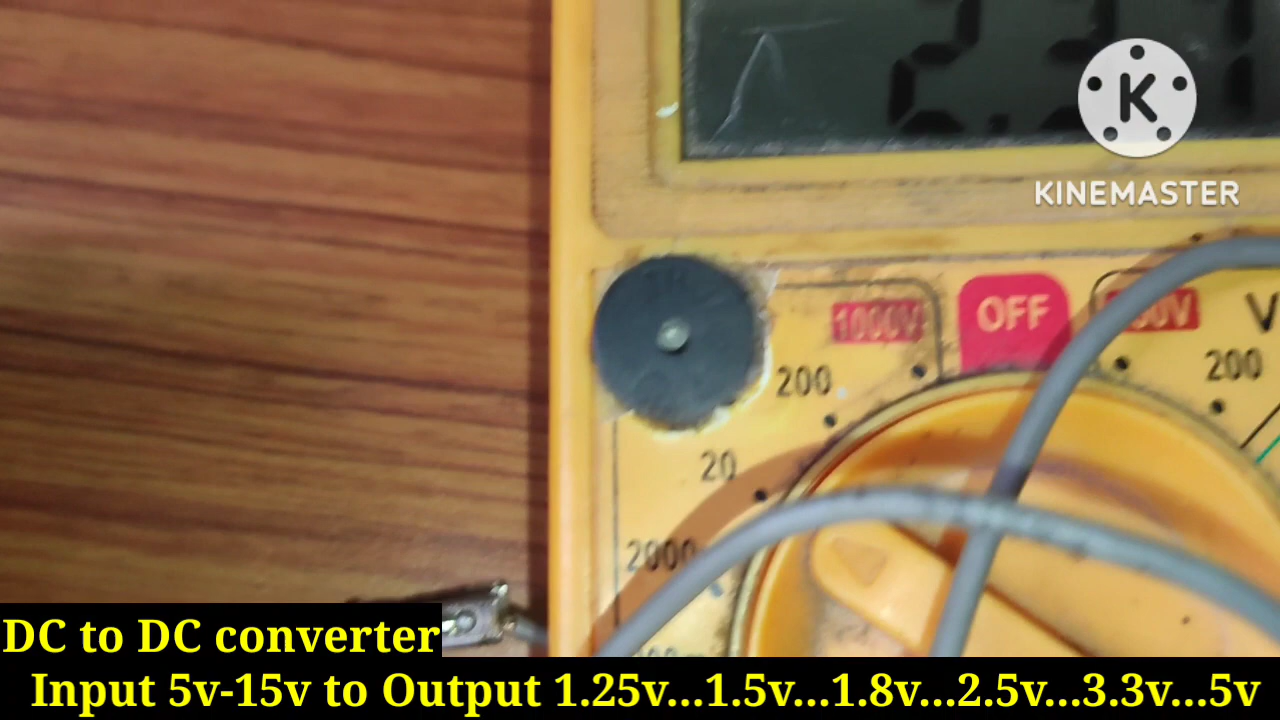 K
KINEMASTER
1000V
OFF
V
200
200
20
2000
DC to DC converter
Input 5v-15v to Output 1.25v...1.5v...1.8v...2.5v...3.3v...5v